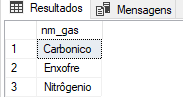 Resultados Mensagens
nm_gas
1 Carbonico
2 Enxofre
3 Nitrôgenio